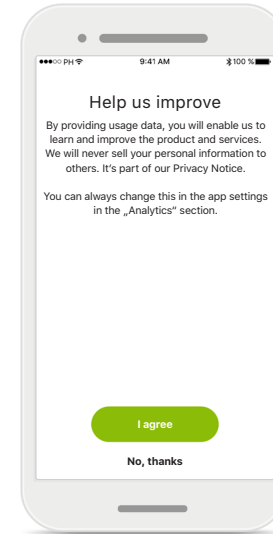 ●●●○○ PH 9:41 AM 100 %
Help us improve
By providing usage data, you will enable us to
learn and improve the product and services.
We will never sell your personal information to
others. It’s part of our Privacy Notice.
You can always change this in the app settings
in the „Analytics“ section.
I agree
No, thanks